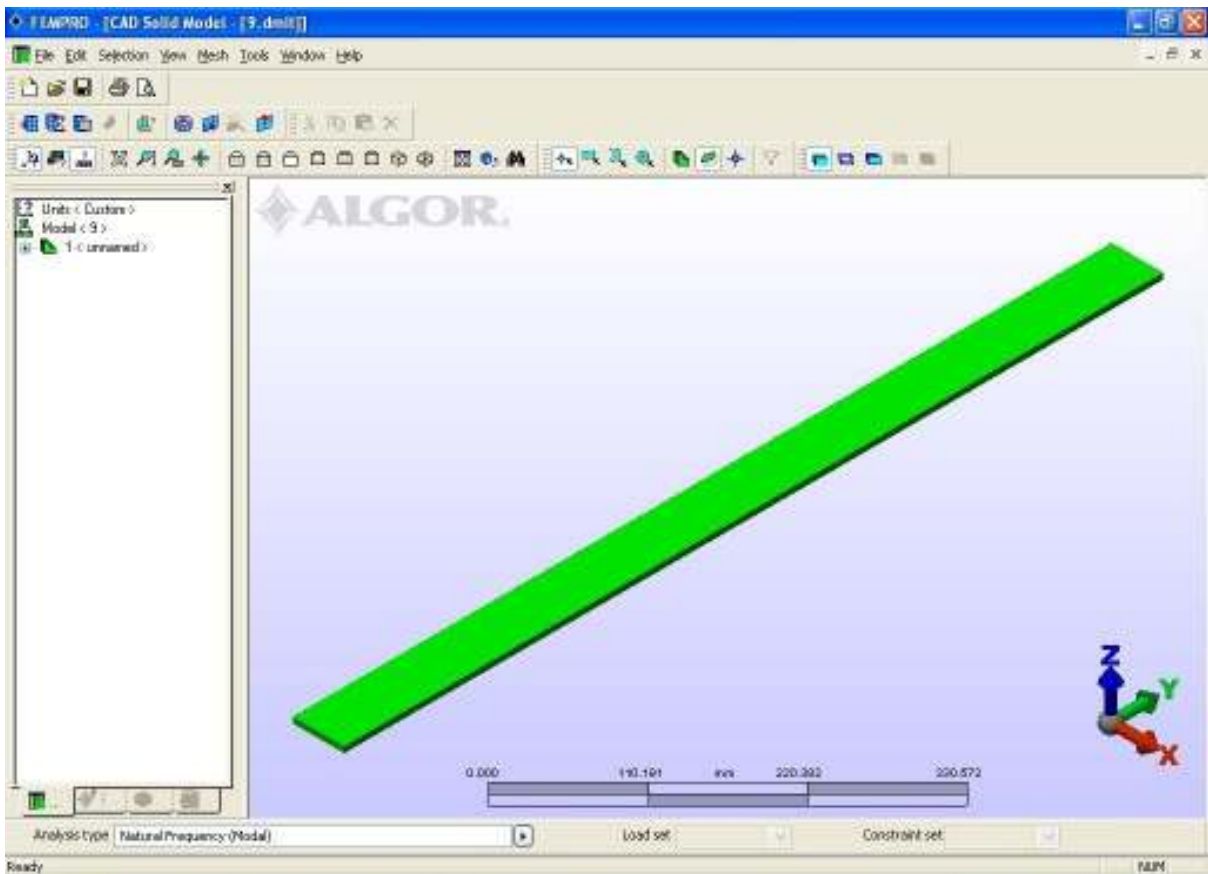 FEMPRO - [CAD Solid Model - [9.dmit]]
File Edit Selection View Mesh Tools Window Help
Units < Custom >
Model < 9 >
1 < unnamed >
ALGOR.
Z
Y
X
0.000 110.191 mm 220.382 330.572
Analysis type Natural Frequency (Modal) Load set Constraint set
Ready NUM